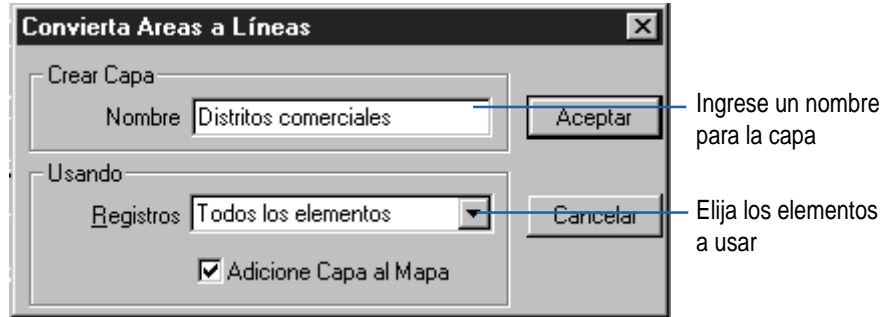 Convierta Areas a Líneas
Crear Capa
Nombre Distritos comerciales
Aceptar
Ingrese un nombre
para la capa
Usando
Registros Todos los elementos
Cancelar
Elija los elementos
a usar
Adicione Capa al Mapa